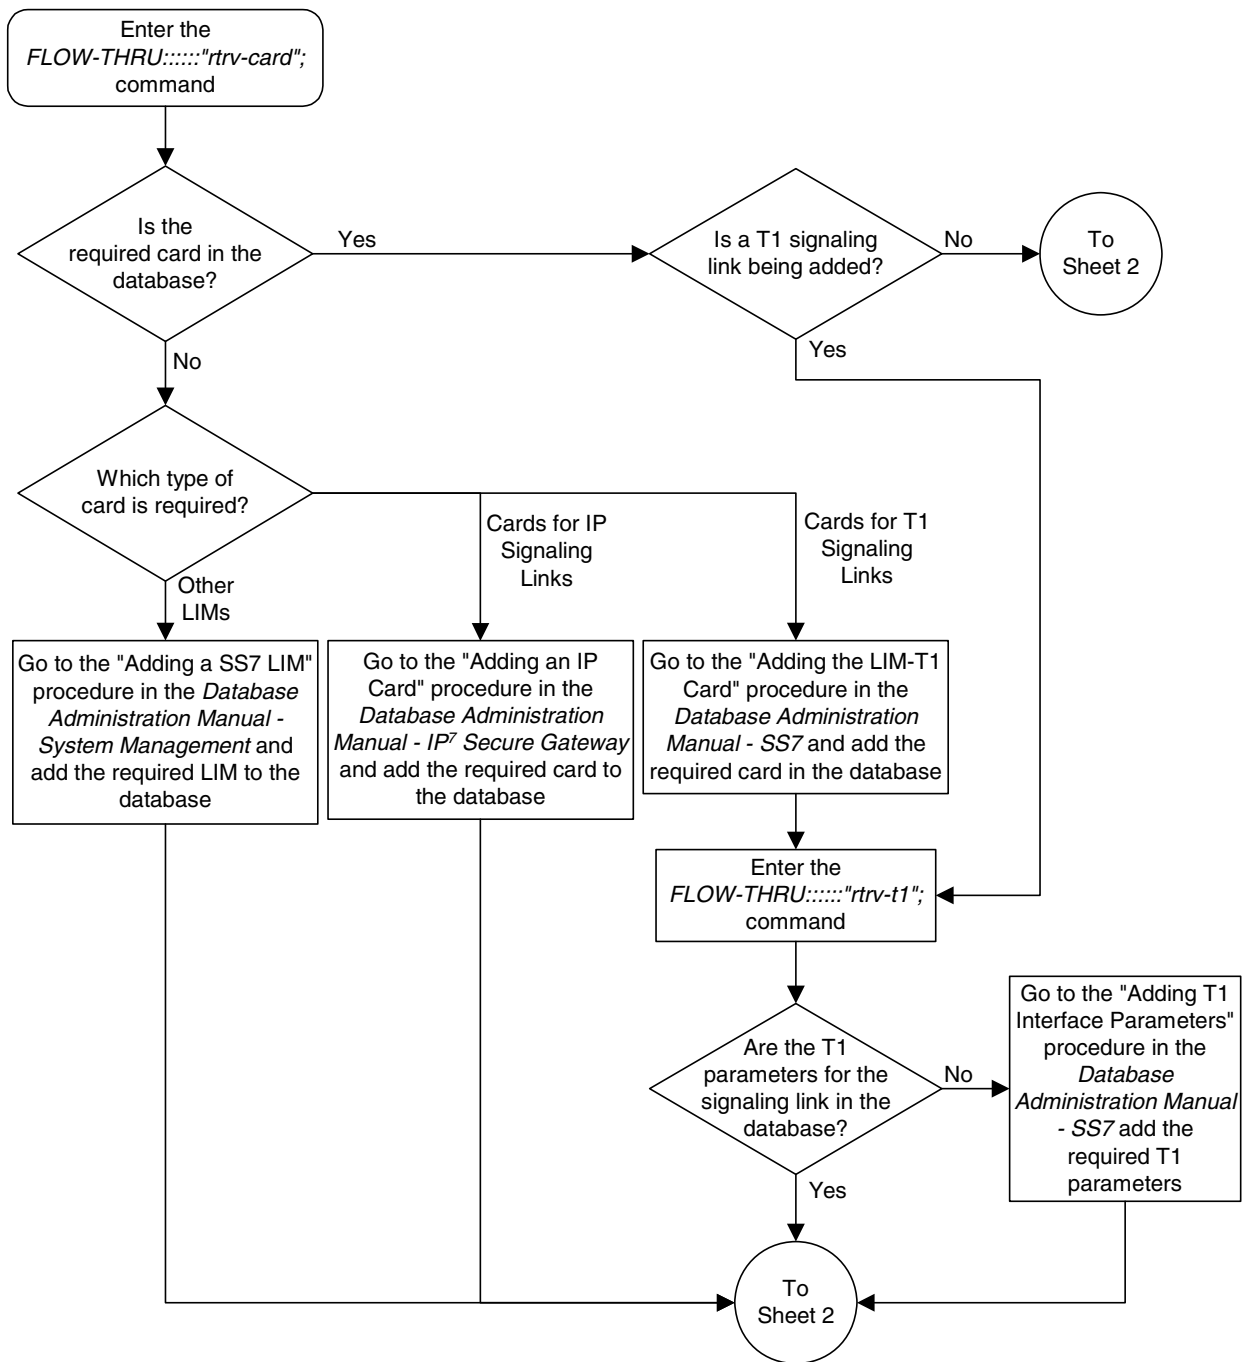 Enter the
FLOW-THRU::::::"rtrv-card";
command
Is the
required card in the
database?
Yes
Is a T1 signaling
link being added?
No
To
Sheet 2
No
Yes
Which type of
card is required?
Cards for IP
Signaling
Links
Cards for T1
Signaling
Links
Other
LIMs
Go to the "Adding a SS7 LIM"
procedure in the Database
Administration Manual -
System Management and
add the required LIM to the
database
Go to the "Adding an IP
Card" procedure in the
Database Administration
Manual - IP⁷ Secure Gateway
and add the required card to
the database
Go to the "Adding the LIM-T1
Card" procedure in the
Database Administration
Manual - SS7 and add the
required card in the database
Enter the
FLOW-THRU::::::"rtrv-t1";
command
Are the T1
parameters for the
signaling link in the
database?
No
Go to the "Adding T1
Interface Parameters"
procedure in the
Database
Administration Manual
- SS7 add the
required T1
parameters
Yes
To
Sheet 2